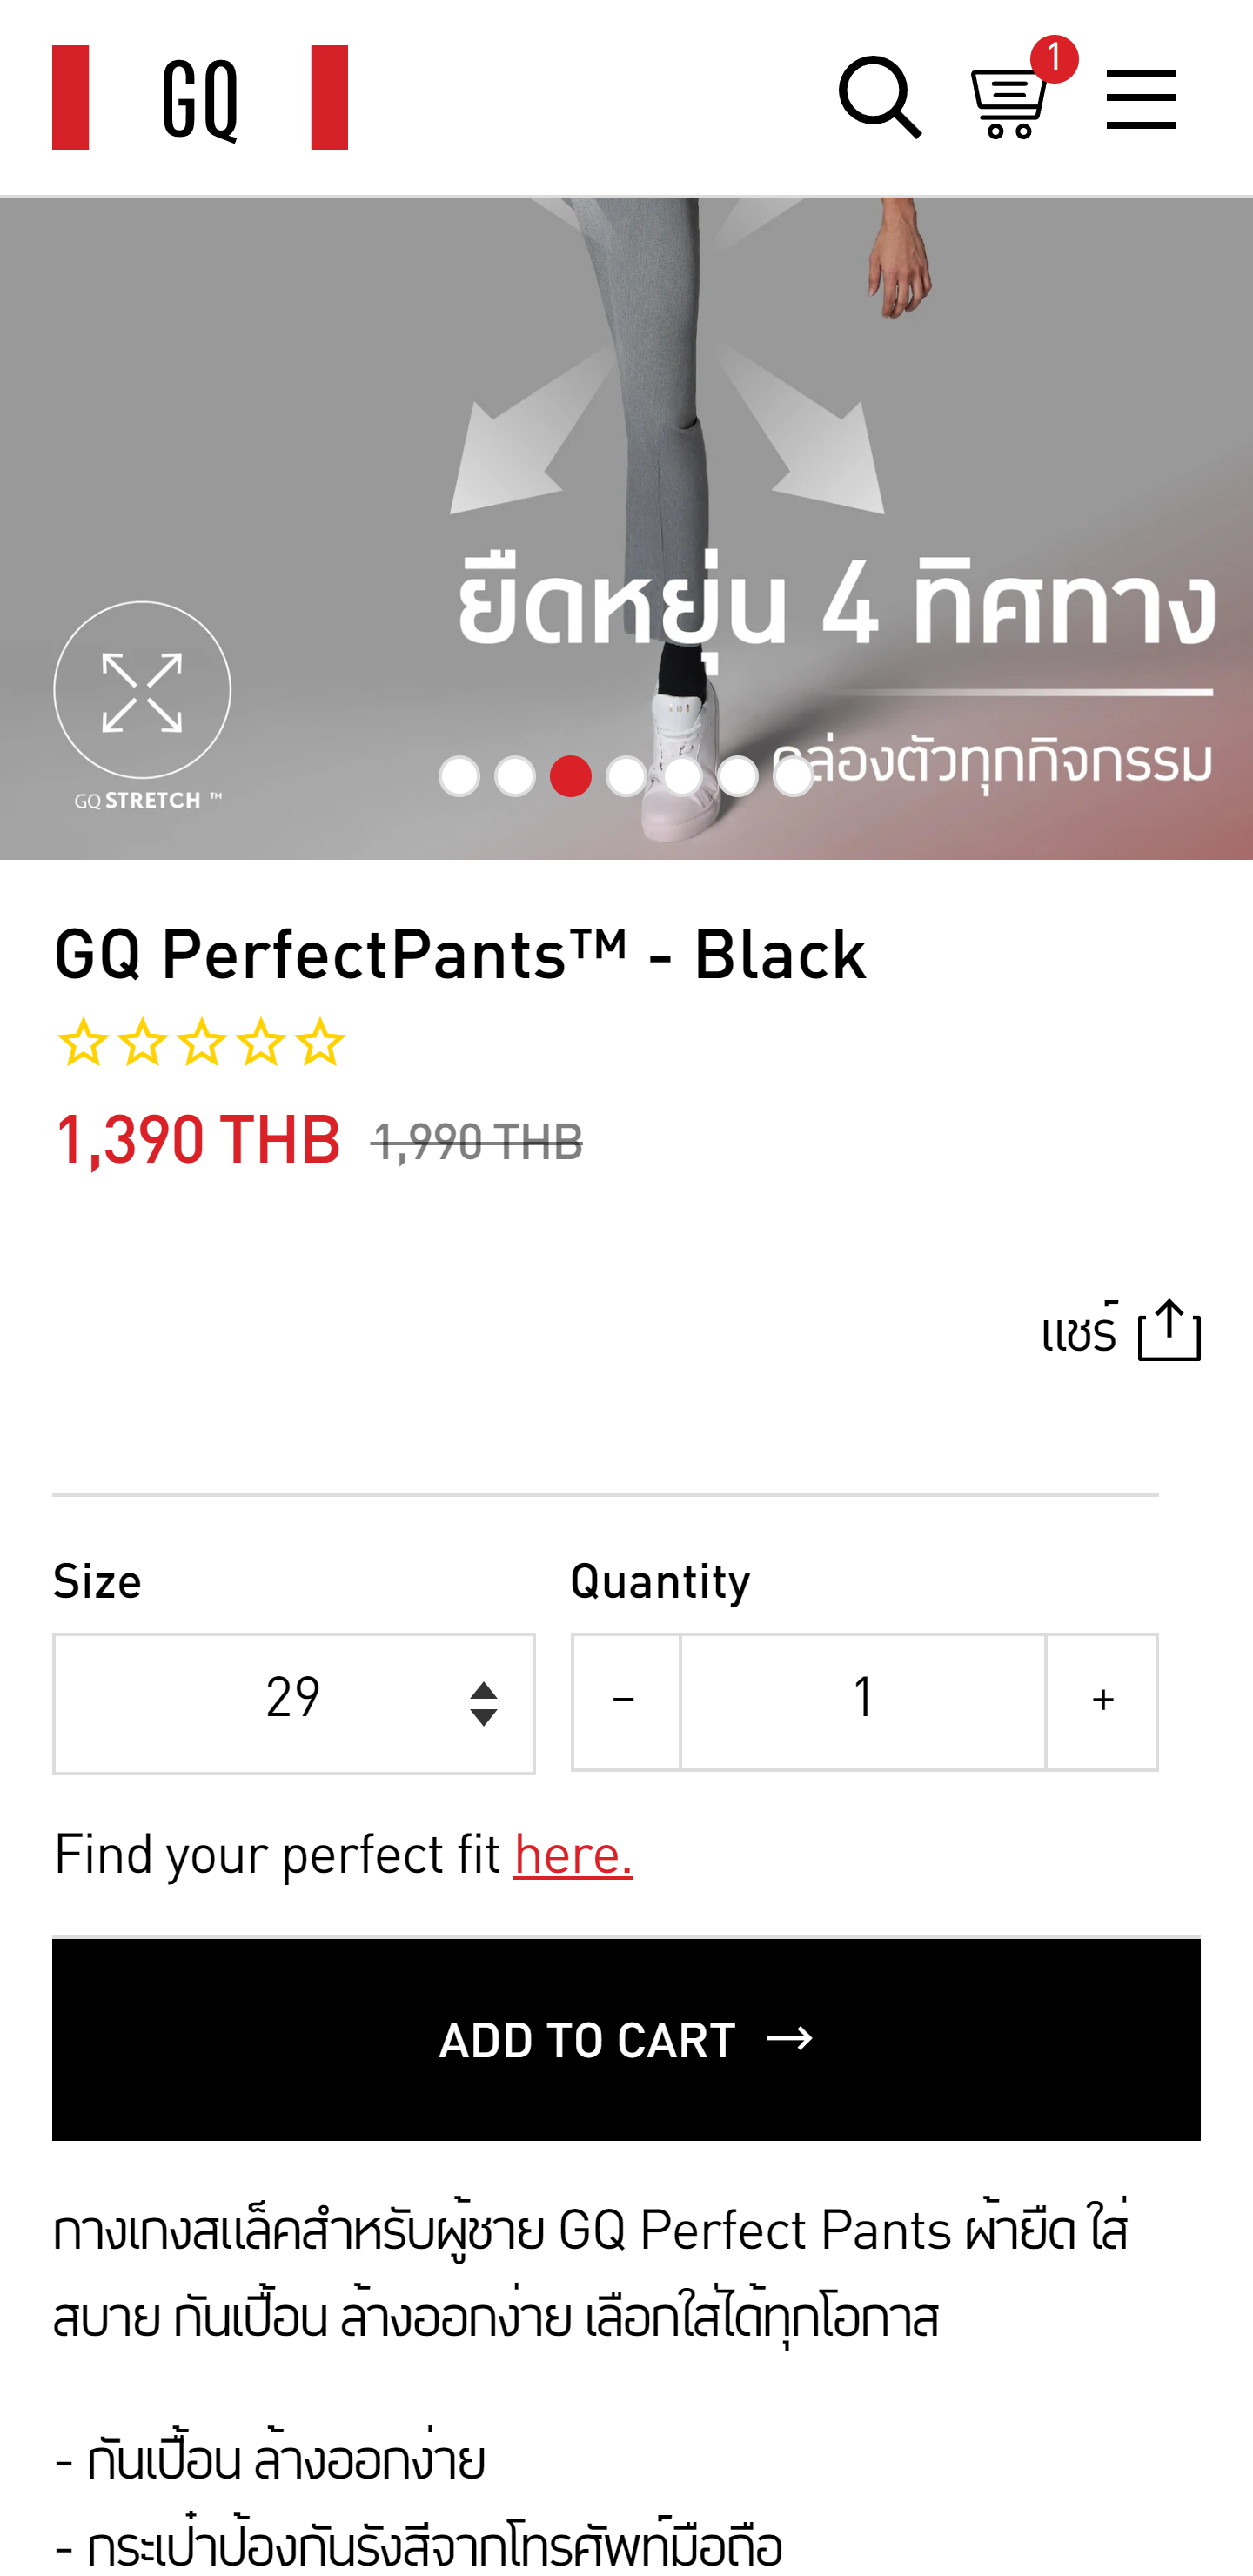 GQ
1
ยืดหยุ่น 4 ทิศทาง
คล่องตัวทุกกิจกรรม
GQ STRETCH ™
GQ PerfectPants™ - Black
1,390 THB 1,990 THB
แชร์
Size Quantity
29 − 1 +
Find your perfect fit here.
ADD TO CART →
กางเกงสแล็คสำหรับผู้ชาย GQ Perfect Pants ผ้ายืด ใส่
สบาย กันเปื้อน ล้างออกง่าย เลือกใส่ได้ทุกโอกาส
- กันเปื้อน ล้างออกง่าย
- กระเป๋าป้องกันรังสีจากโทรศัพท์มือถือ